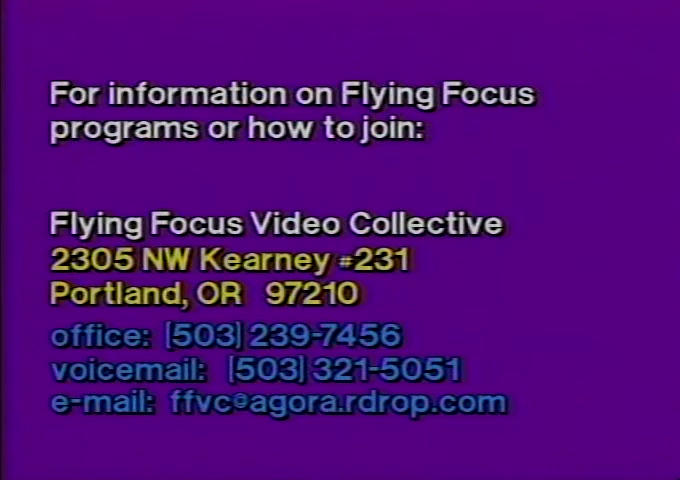 For information on Flying Focus
programs or how to join:
Flying Focus Video Collective
2305 NW Kearney #231
Portland, OR 97210
office: (503) 239-7456
voicemail: (503) 321-5051
e-mail: ffvc@agora.rdrop.com